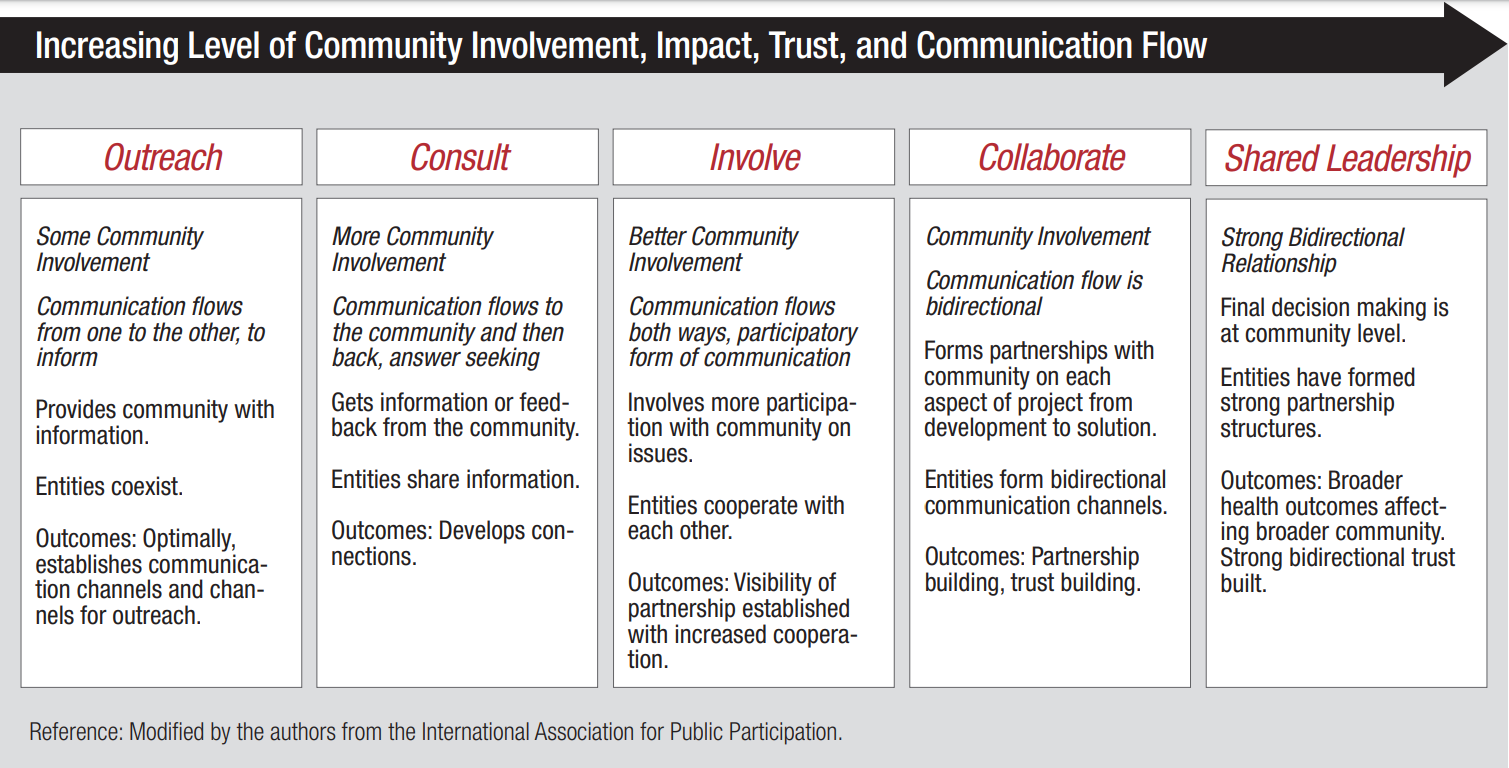 Increasing Level of Community Involvement, Impact, Trust, and Communication Flow
Outreach
Some Community
Involvement
Communication flows
from one to the other, to
inform
Provides community with
information.
Entities coexist.
Outcomes: Optimally,
establishes communica-
tion channels and chan-
nels for outreach.
Consult
More Community
Involvement
Communication flows to
the community and then
back, answer seeking
Gets information or feed-
back from the community.
Entities share information.
Outcomes: Develops con-
nections.
Involve
Better Community
Involvement
Communication flows
both ways, participatory
form of communication
Involves more participa-
tion with community on
issues.
Entities cooperate with
each other.
Outcomes: Visibility of
partnership established
with increased coopera-
tion.
Collaborate
Community Involvement
Communication flow is
bidirectional
Forms partnerships with
community on each
aspect of project from
development to solution.
Entities form bidirectional
communication channels.
Outcomes: Partnership
building, trust building.
Shared Leadership
Strong Bidirectional
Relationship
Final decision making is
at community level.
Entities have formed
strong partnership
structures.
Outcomes: Broader
health outcomes affect-
ing broader community.
Strong bidirectional trust
built.
Reference: Modified by the authors from the International Association for Public Participation.